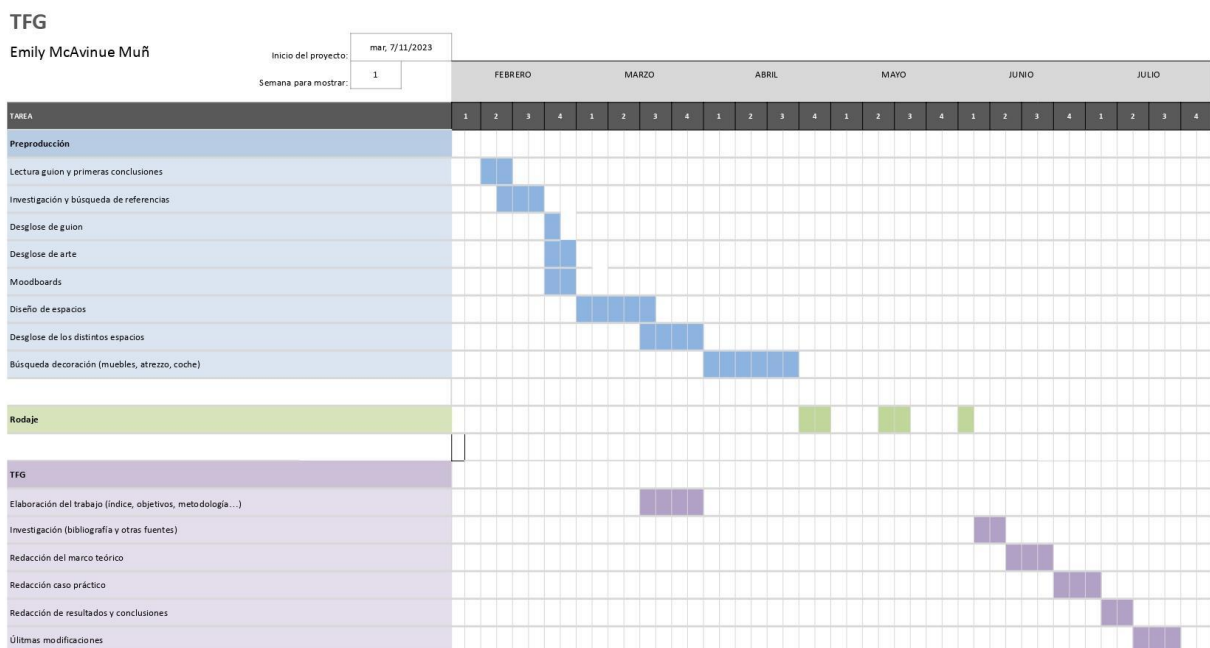 TFG
Emily McAvinue Muñ
Inicio del proyecto: mar, 7/11/2023
Semana para mostrar: 1
FEBRERO MARZO ABRIL MAYO JUNIO JULIO
TAREA 1 2 3 4 1 2 3 4 1 2 3 4 1 2 3 4 1 2 3 4 1 2 3 4
Preproducción
Lectura guion y primeras conclusiones
Investigación y búsqueda de referencias
Desglose de guion
Desglose de arte
Moodboards
Diseño de espacios
Desglose de los distintos espacios
Búsqueda decoración (muebles, atrezzo, coche)
Rodaje
TFG
Elaboración del trabajo (índice, objetivos, metodología...)
Investigación (bibliografía y otras fuentes)
Redacción del marco teórico
Redacción caso práctico
Redacción de resultados y conclusiones
Úlitmas modificaciones